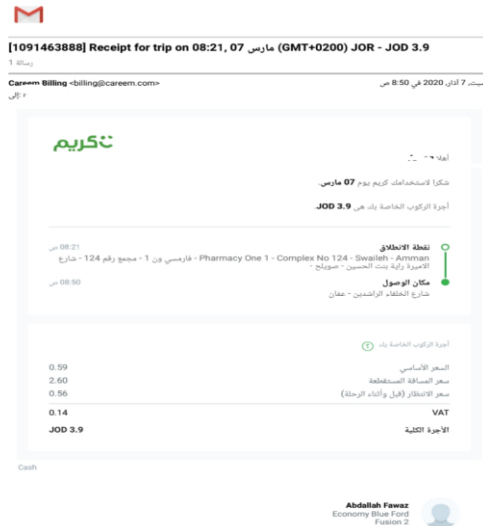 [1091463888] Receipt for trip on 08:21, 07 مارس (GMT+0200) JOR - JOD 3.9
1 رسالة
Careem Billing <billing@careem.com>
سبت، 7 آذار، 2020 في 8:50 ص
إلى:
كريم
أهلا
شكرا لاستخدامك كريم يوم 07 مارس.
أجرة الركوب الخاصة بك هى JOD 3.9.
نقطة الانطلاق
08:21 ص
Pharmacy One 1 - Complex No 124 - Swaileh - Amman - فارمسي ون 1 - مجمع رقم 124 - شارع
الاميرة راية بنت الحسين - صويلح -
مكان الوصول
08:50 ص
شارع الخلفاء الراشدين - عمان
أجرة الركوب الخاصة بك ؟
السعر الأساسي 0.59
سعر المسافة المستقطعة 2.60
سعر الانتظار (قبل وأثناء الرحلة) 0.56
VAT 0.14
الأجرة الكلية JOD 3.9
Cash
Abdallah Fawaz
Economy Blue Ford
Fusion 2